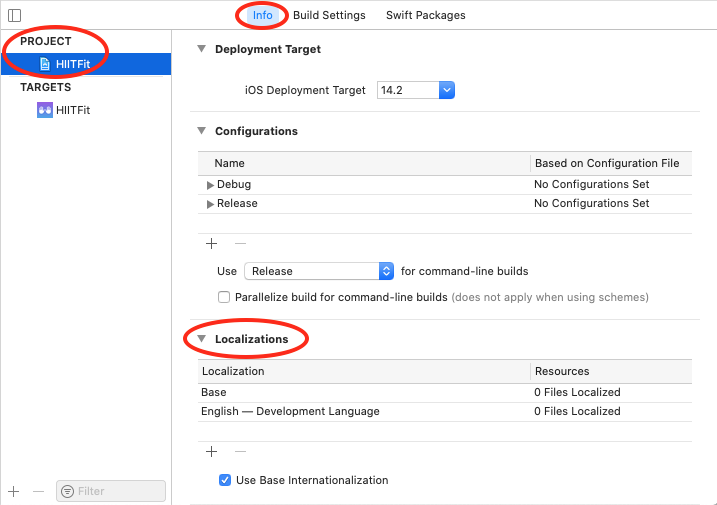 Info Build Settings Swift Packages
PROJECT
HIITFit
TARGETS
HIITFit
Filter
Deployment Target
iOS Deployment Target 14.2
Configurations
Name Based on Configuration File
Debug No Configurations Set
Release No Configurations Set
Use Release for command-line builds
Parallelize build for command-line builds (does not apply when using schemes)
Localizations
Localization Resources
Base 0 Files Localized
English — Development Language 0 Files Localized
Use Base Internationalization